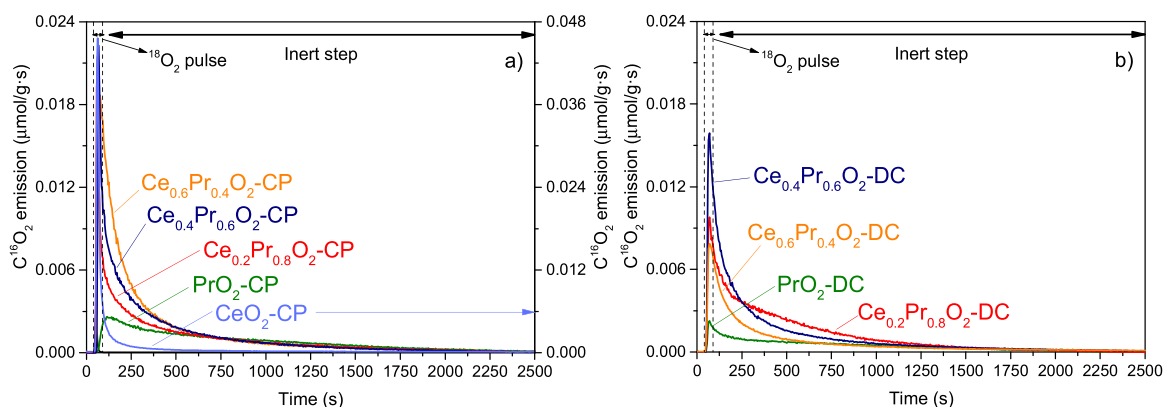 a)
¹⁸O₂ pulse
Inert step
C¹⁶O₂ emission (μmol/g·s)
0.024
0.018
0.012
0.006
0.000
Ce₀.₆Pr₀.₄O₂-CP
Ce₀.₄Pr₀.₆O₂-CP
Ce₀.₂Pr₀.₈O₂-CP
PrO₂-CP
CeO₂-CP
0.048
0.036
0.024
0.012
0.000
C¹⁶O₂ emission (μmol/g·s)
0 250 500 750 1000 1250 1500 1750 2000 2250 2500
Time (s)
b)
¹⁸O₂ pulse
Inert step
C¹⁶O₂ emission (μmol/g·s)
0.024
0.018
0.012
0.006
0.000
Ce₀.₄Pr₀.₆O₂-DC
Ce₀.₆Pr₀.₄O₂-DC
PrO₂-DC
Ce₀.₂Pr₀.₈O₂-DC
0 250 500 750 1000 1250 1500 1750 2000 2250 2500
Time (s)